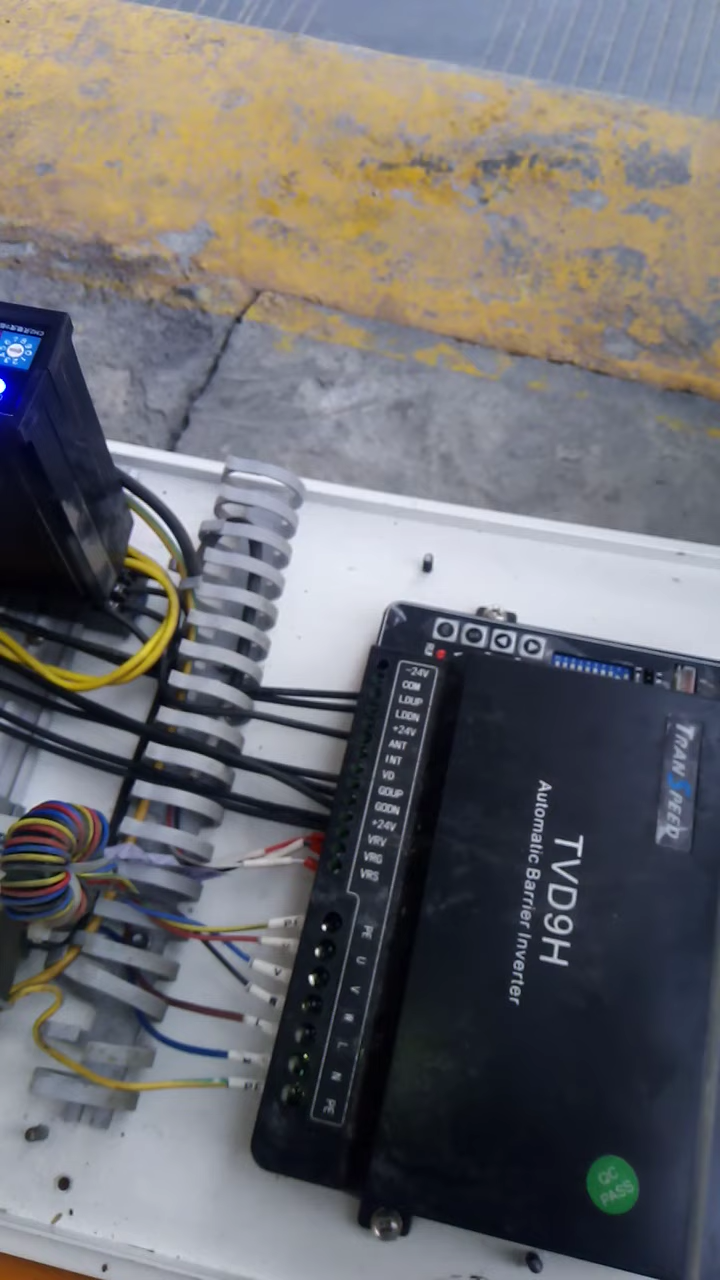 -24V
COM
LDUP
LDDN
+24V
ANT
INT
VD
GDUP
GODN
+24V
VRV
VRG
VRS
PE
U
V
W
L
N
PE
TRANSPEED
TVD9H
Automatic Barrier Inverter
QC
PASS